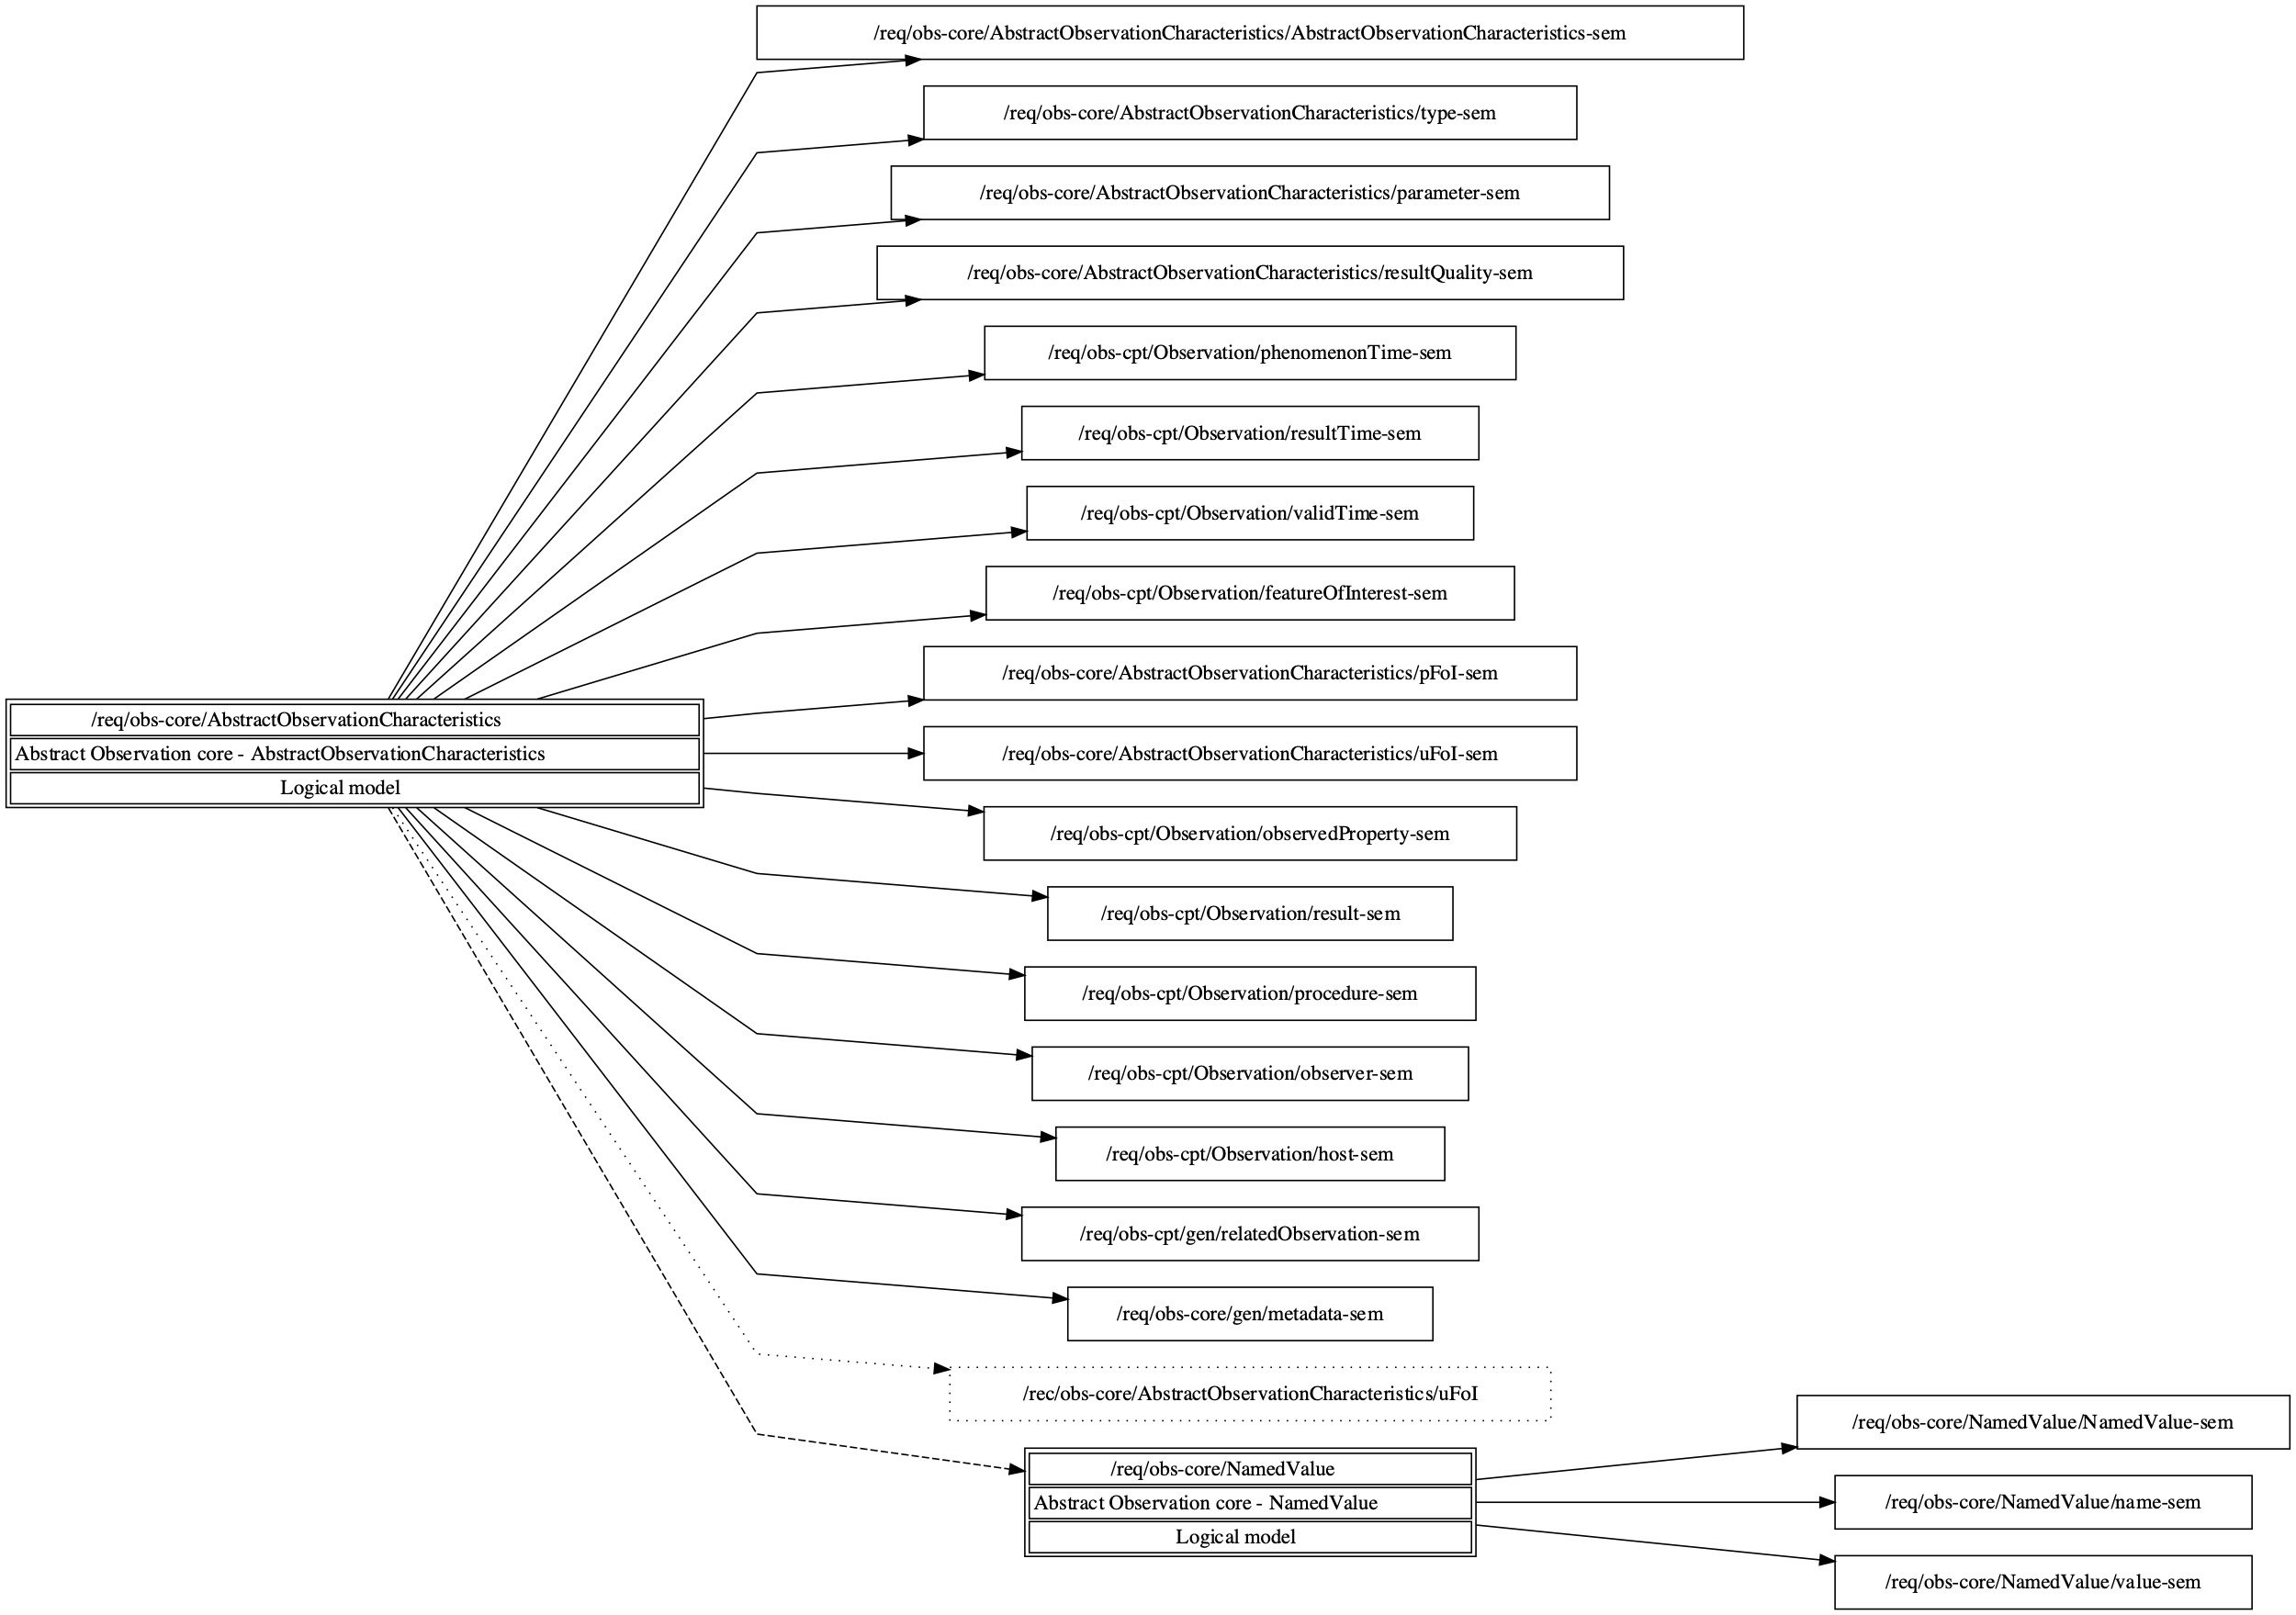 /req/obs-core/AbstractObservationCharacteristics/AbstractObservationCharacteristics-sem
/req/obs-core/AbstractObservationCharacteristics/type-sem
/req/obs-core/AbstractObservationCharacteristics/parameter-sem
/req/obs-core/AbstractObservationCharacteristics/resultQuality-sem
/req/obs-cpt/Observation/phenomenonTime-sem
/req/obs-cpt/Observation/resultTime-sem
/req/obs-cpt/Observation/validTime-sem
/req/obs-cpt/Observation/featureOfInterest-sem
/req/obs-core/AbstractObservationCharacteristics/pFoI-sem
/req/obs-core/AbstractObservationCharacteristics
Abstract Observation core - AbstractObservationCharacteristics
Logical model
/req/obs-core/AbstractObservationCharacteristics/uFoI-sem
/req/obs-cpt/Observation/observedProperty-sem
/req/obs-cpt/Observation/result-sem
/req/obs-cpt/Observation/procedure-sem
/req/obs-cpt/Observation/observer-sem
/req/obs-cpt/Observation/host-sem
/req/obs-cpt/gen/relatedObservation-sem
/req/obs-core/gen/metadata-sem
/rec/obs-core/AbstractObservationCharacteristics/uFoI
/req/obs-core/NamedValue
Abstract Observation core - NamedValue
Logical model
/req/obs-core/NamedValue/NamedValue-sem
/req/obs-core/NamedValue/name-sem
/req/obs-core/NamedValue/value-sem